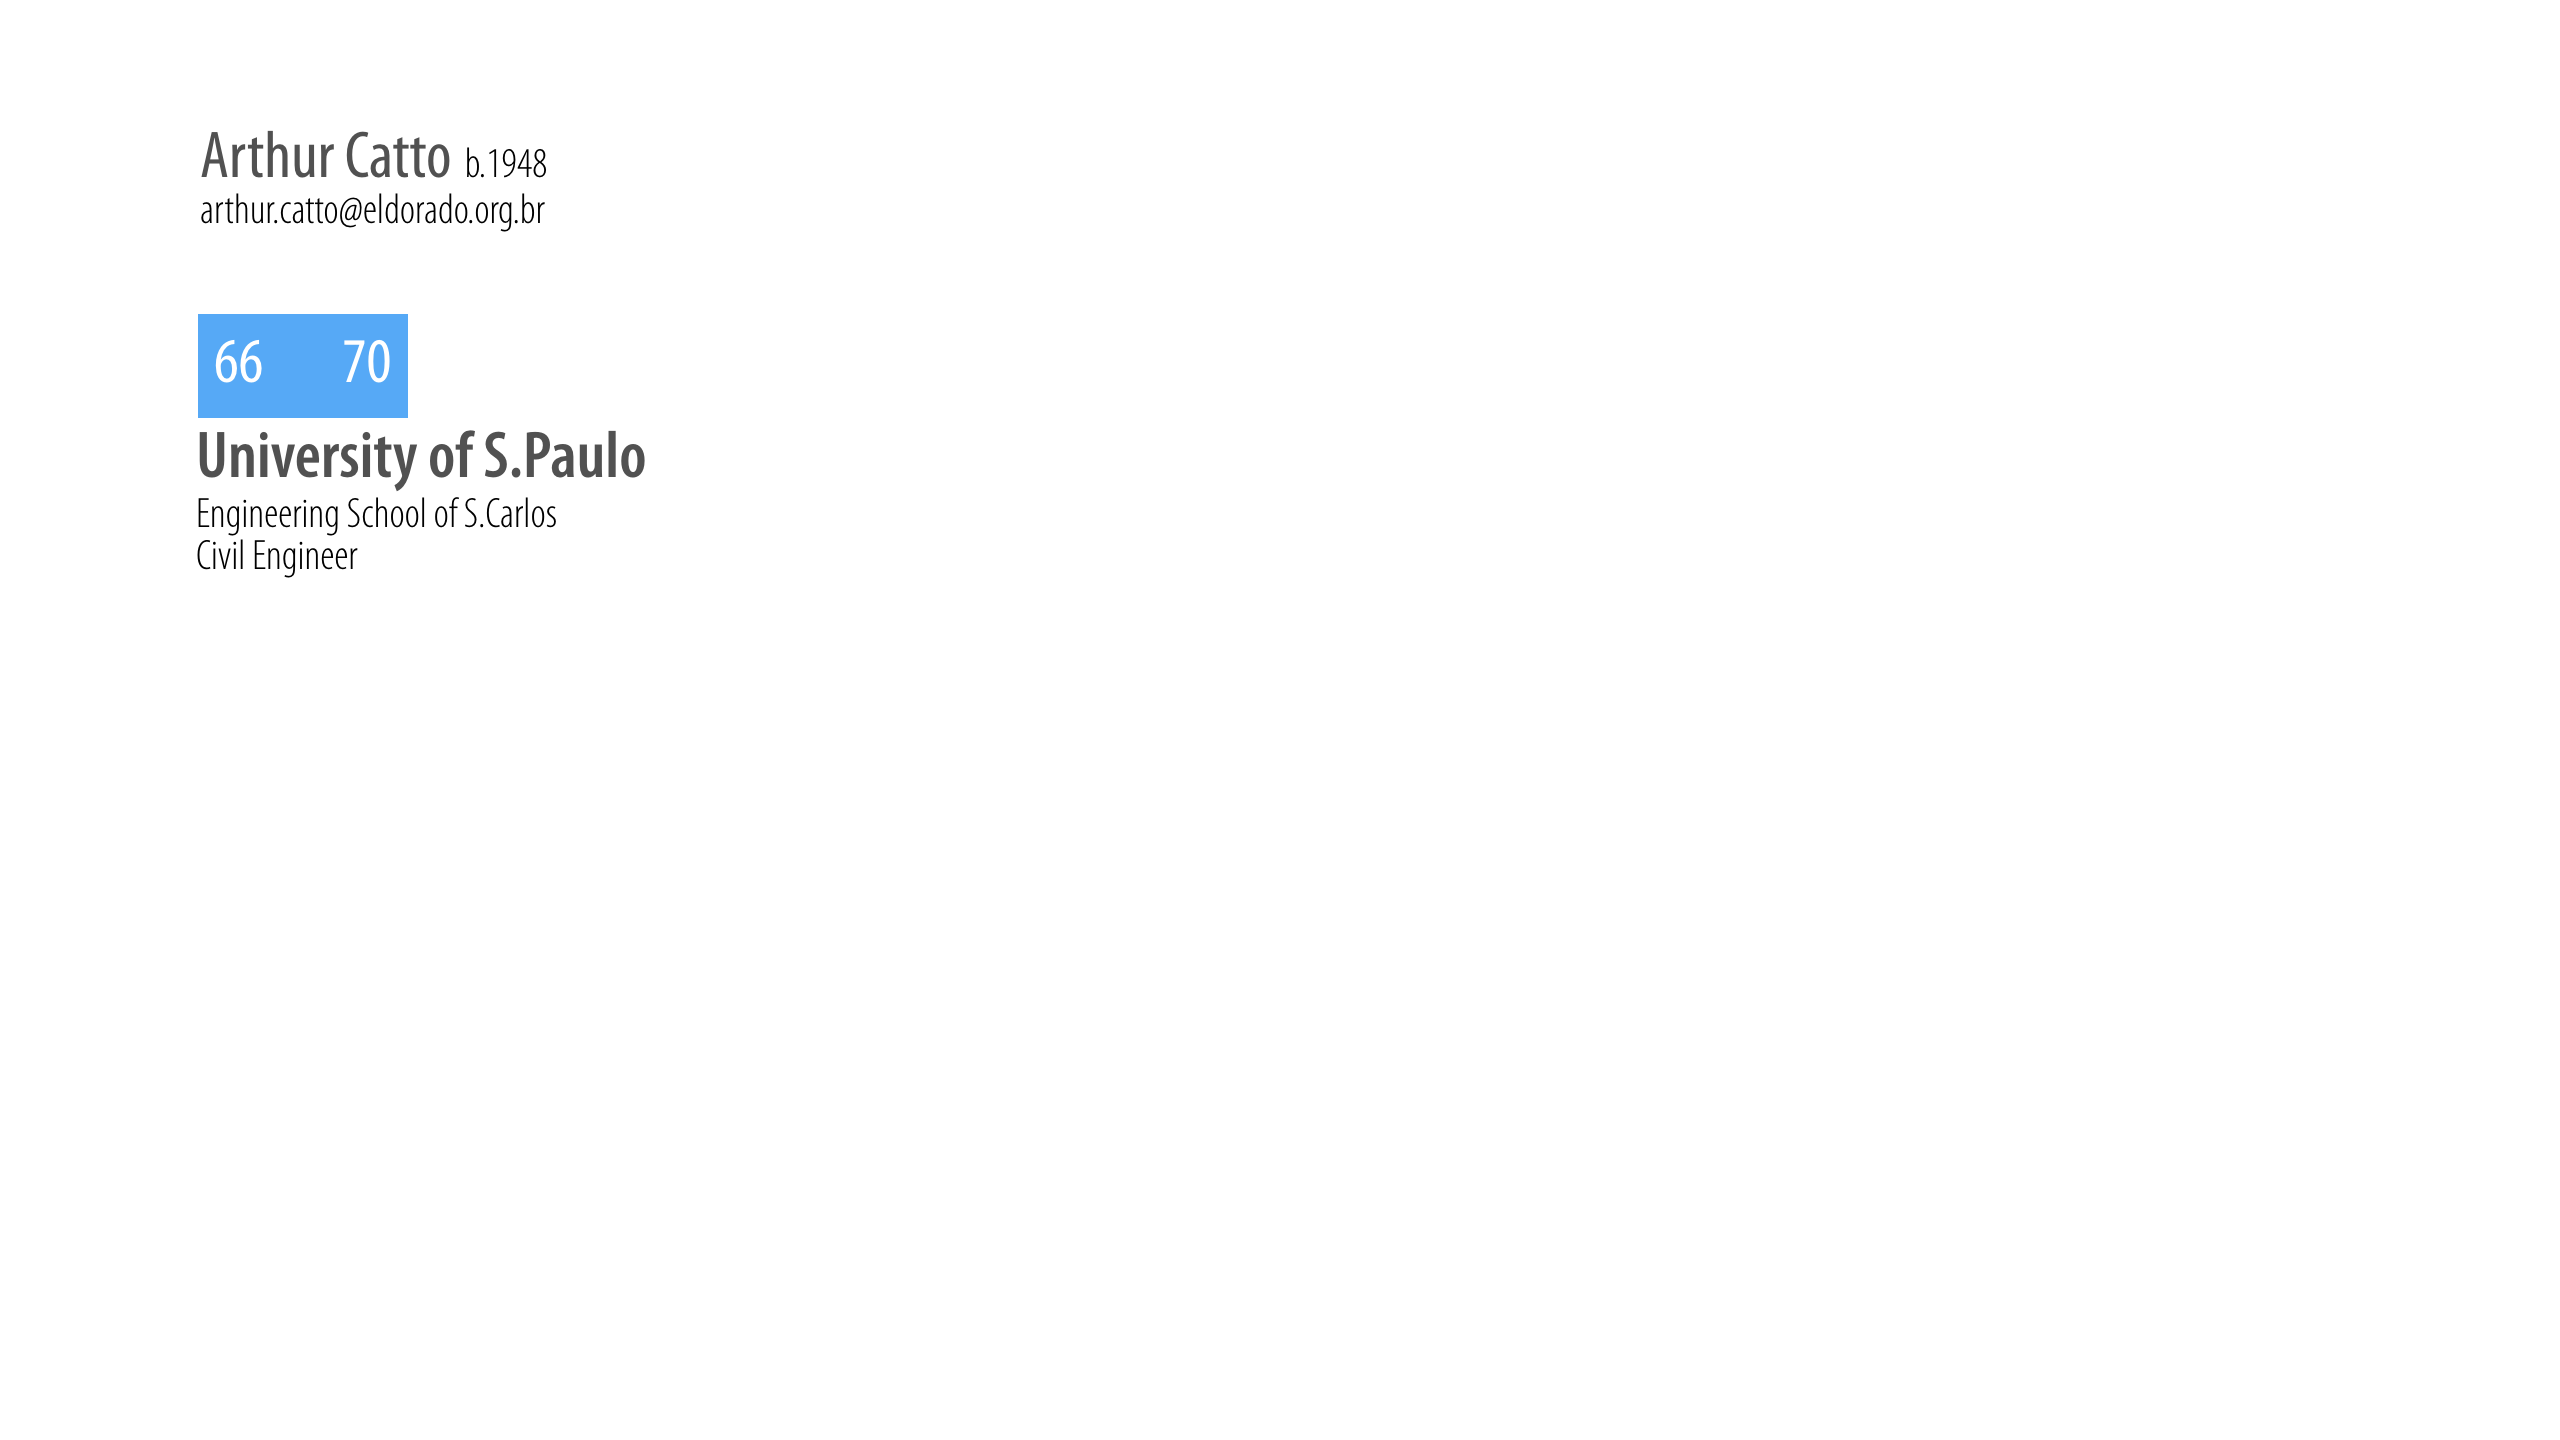 Arthur Catto b.1948
arthur.catto@eldorado.org.br
66 70
University of S.Paulo
Engineering School of S.Carlos
Civil Engineer